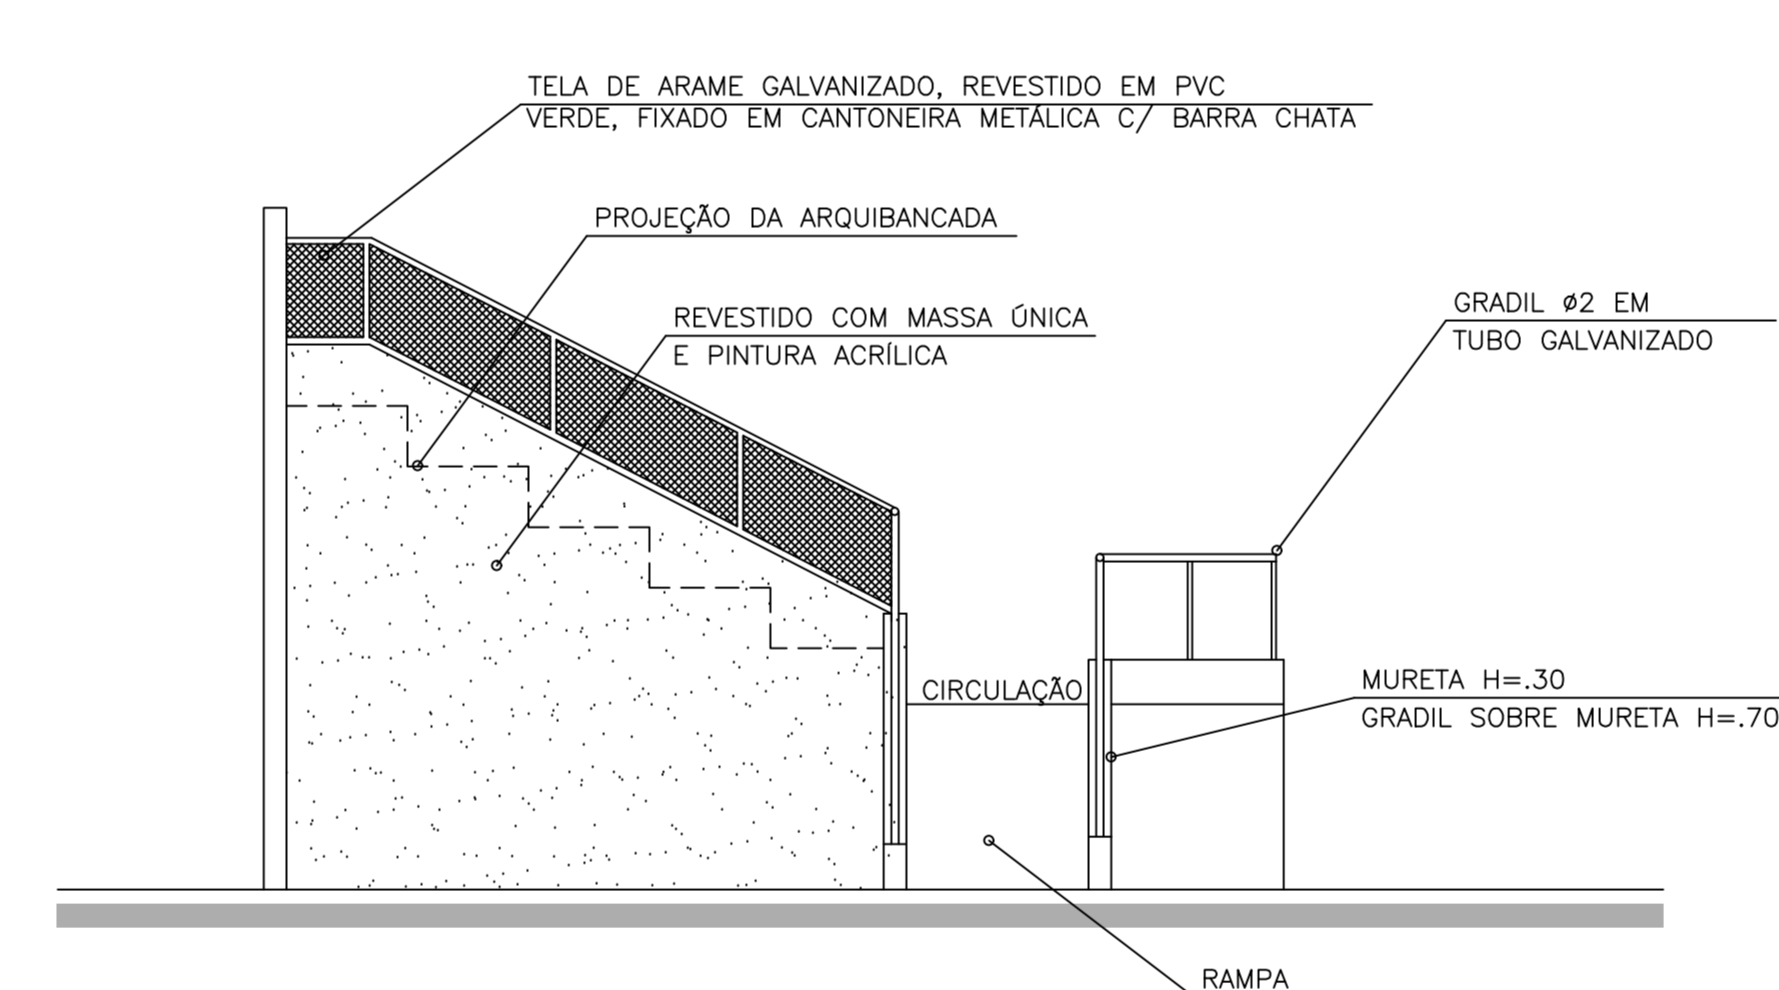 TELA DE ARAME GALVANIZADO, REVESTIDO EM PVC
VERDE, FIXADO EM CANTONEIRA METÁLICA C/ BARRA CHATA
PROJEÇÃO DA ARQUIBANCADA
REVESTIDO COM MASSA ÚNICA
E PINTURA ACRÍLICA
GRADIL ø2 EM
TUBO GALVANIZADO
CIRCULAÇÃO
MURETA H=.30
GRADIL SOBRE MURETA H=.70
RAMPA